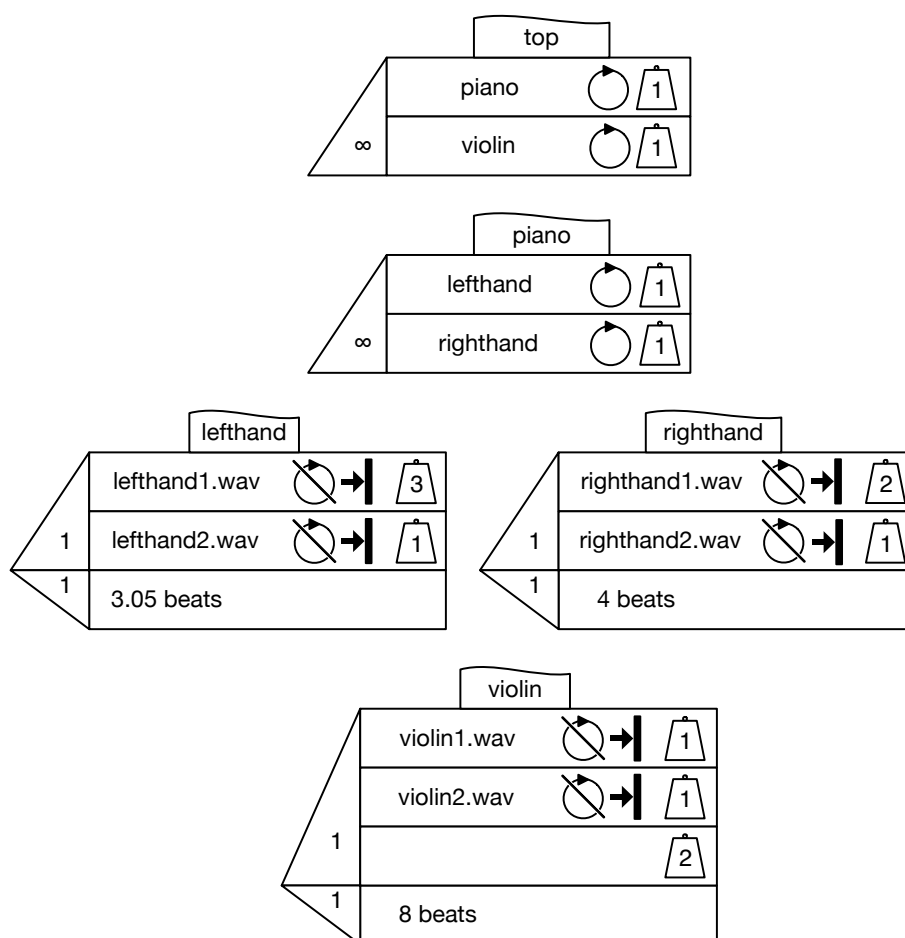 top
piano 1
∞ violin 1
piano
lefthand 1
∞ righthand 1
lefthand
lefthand1.wav 3
1 lefthand2.wav 1
1 3.05 beats
righthand
righthand1.wav 2
1 righthand2.wav 1
1 4 beats
violin
violin1.wav 1
violin2.wav 1
1 2
1 8 beats